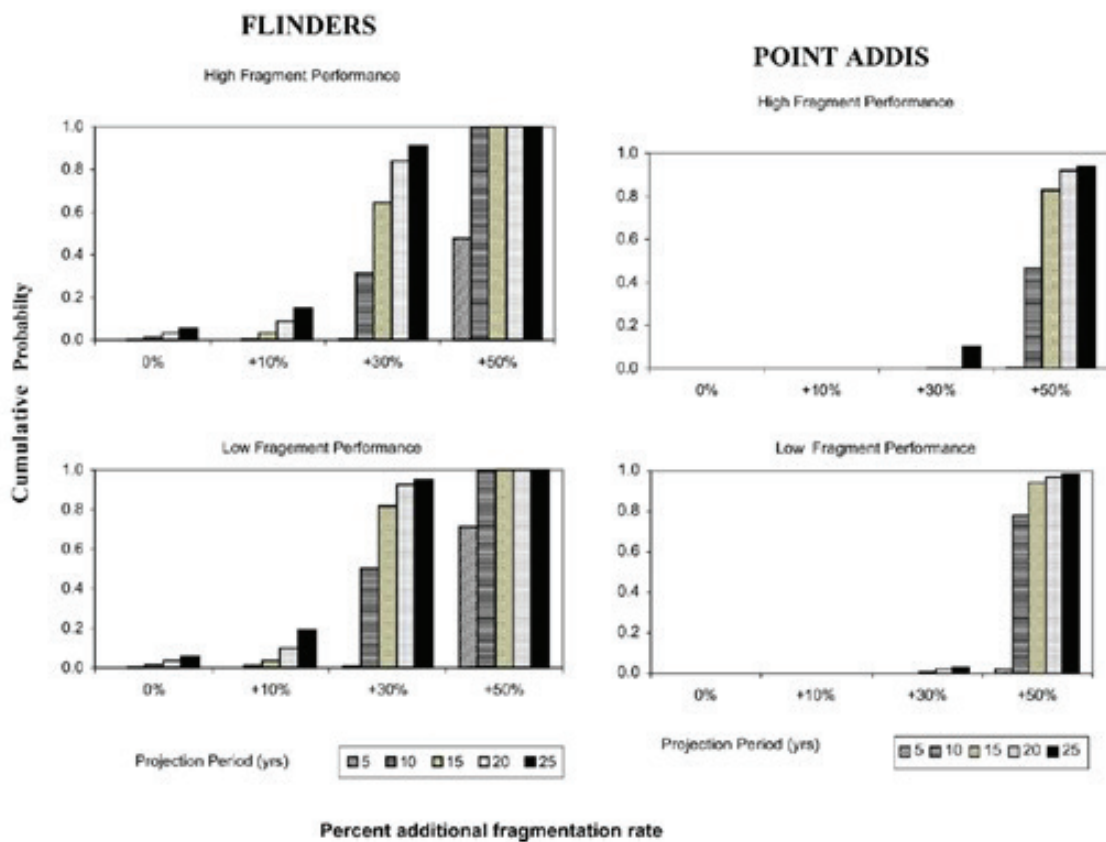 FLINDERS
High Fragment Performance
1.0
0.8
0.6
0.4
0.2
0.0
0% +10% +30% +50%
POINT ADDIS
High Fragment Performance
1.0
0.8
0.6
0.4
0.2
0.0
0% +10% +30% +50%
Cumulative Probabilty
Low Fragement Performance
1.0
0.8
0.6
0.4
0.2
0.0
0% +10% +30% +50%
Low Fragment Performance
1.0
0.8
0.6
0.4
0.2
0.0
0% +10% +30% +50%
Projection Period (yrs) 5 10 15 20 25
Projection Period (yrs) 5 10 15 20 25
Percent additional fragmentation rate